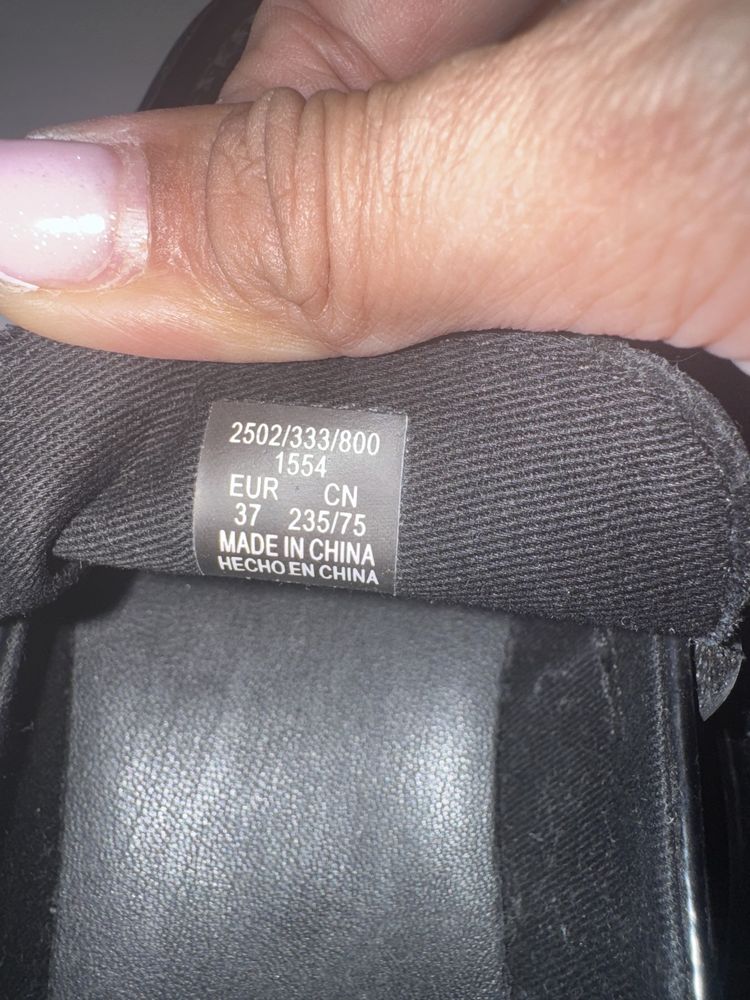 2502/333/800
1554
EUR CN
37 235/75
MADE IN CHINA
HECHO EN CHINA